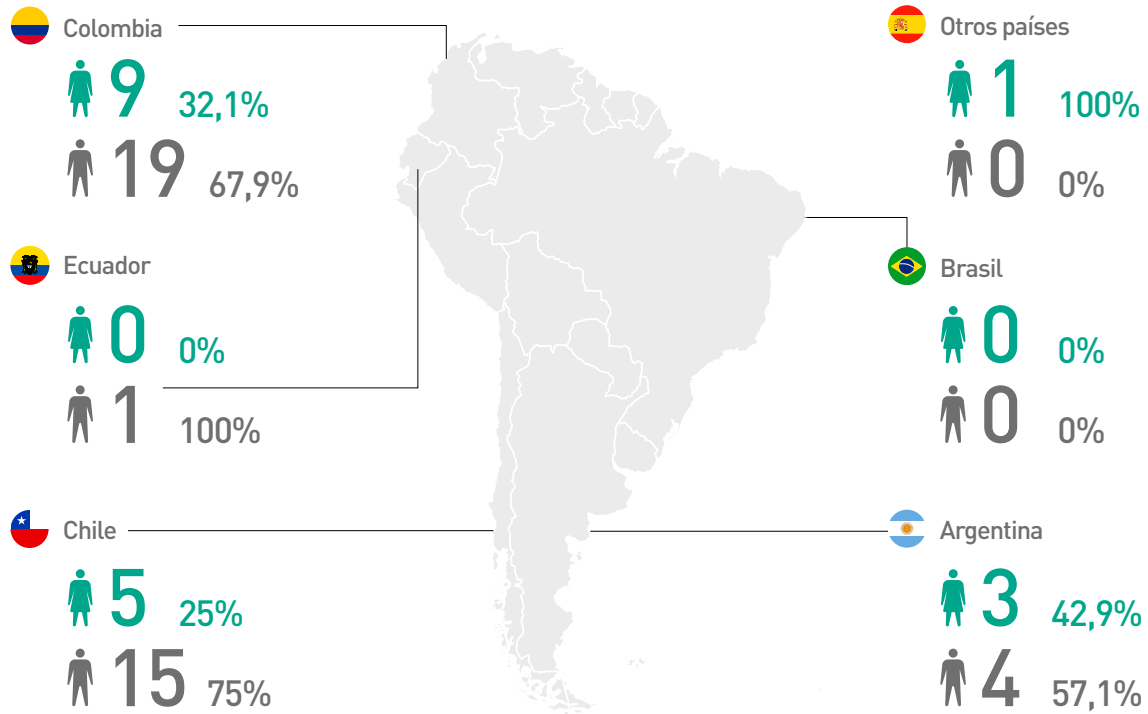 Colombia
9 32,1%
19 67,9%
Ecuador
0 0%
1 100%
Chile
5 25%
15 75%
Otros países
1 100%
0 0%
Brasil
0 0%
0 0%
Argentina
3 42,9%
4 57,1%